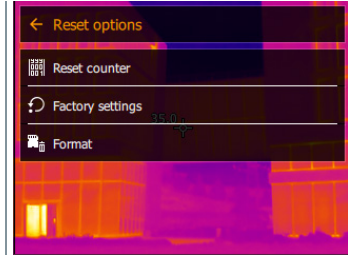 Reset options
Reset counter
Factory settings
35.0
Format